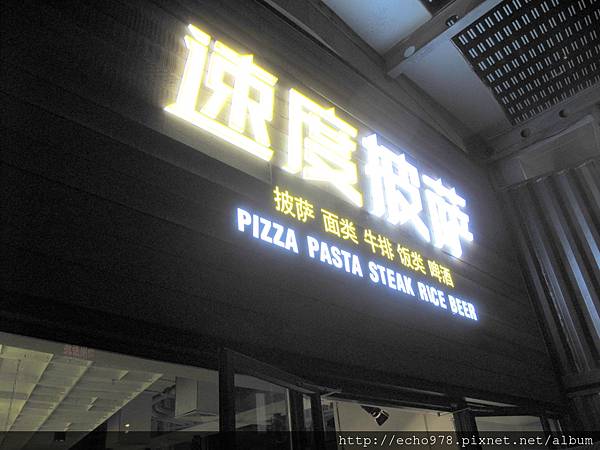 速度披萨
披萨 面类 牛排 饭类 啤酒
PIZZA PASTA STEAK RICE BEER
http://echo978.pixnet.net/album